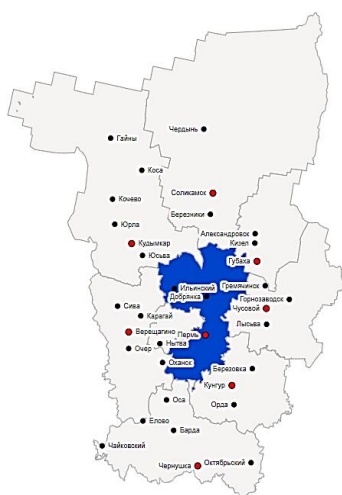 Чердынь
Гайны
Коса
Соликамск
Кочево
Березники
Юрла
Александровск
Кудымкар
Кизел
Юсьва
Губаха
Гремячинск
Ильинский
Добрянка
Горнозаводск
Сива
Чусовой
Карагай
Лысьва
Верещагино
Пермь
Нытва
Очер
Оханск
Березовка
Кунгур
Оса
Орда
Елово
Барда
Чайковский
Чернушка
Октябрьский